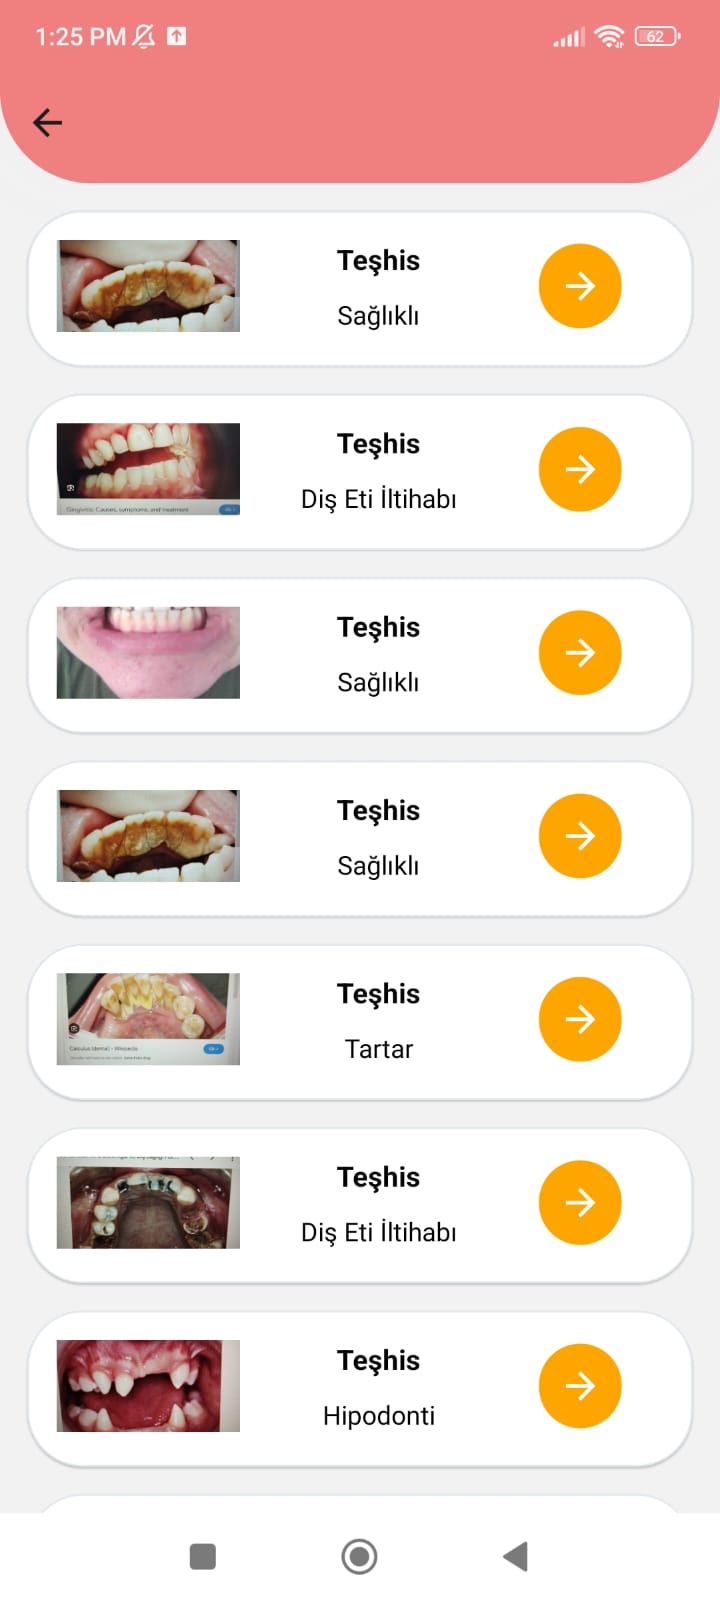 1:25 PM
62
Teşhis
Sağlıklı
Teşhis
Diş Eti İltihabı
Gingivitis: Causes, symptoms, and treatment
Teşhis
Sağlıklı
Teşhis
Sağlıklı
Teşhis
Tartar
Calculus (dental) - Wikipedia
Teşhis
Diş Eti İltihabı
Teşhis
Hipodonti